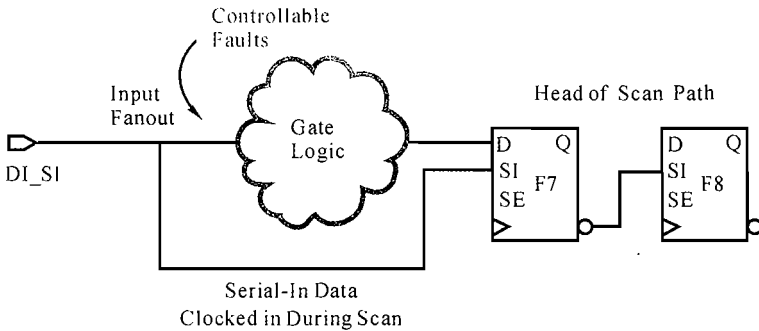 Controllable
Faults
Input
Fanout
Head of Scan Path
Gate
Logic
DI_SI
D Q
SI
F7
SE
D Q
SI
F8
SE
Serial-In Data
Clocked in During Scan